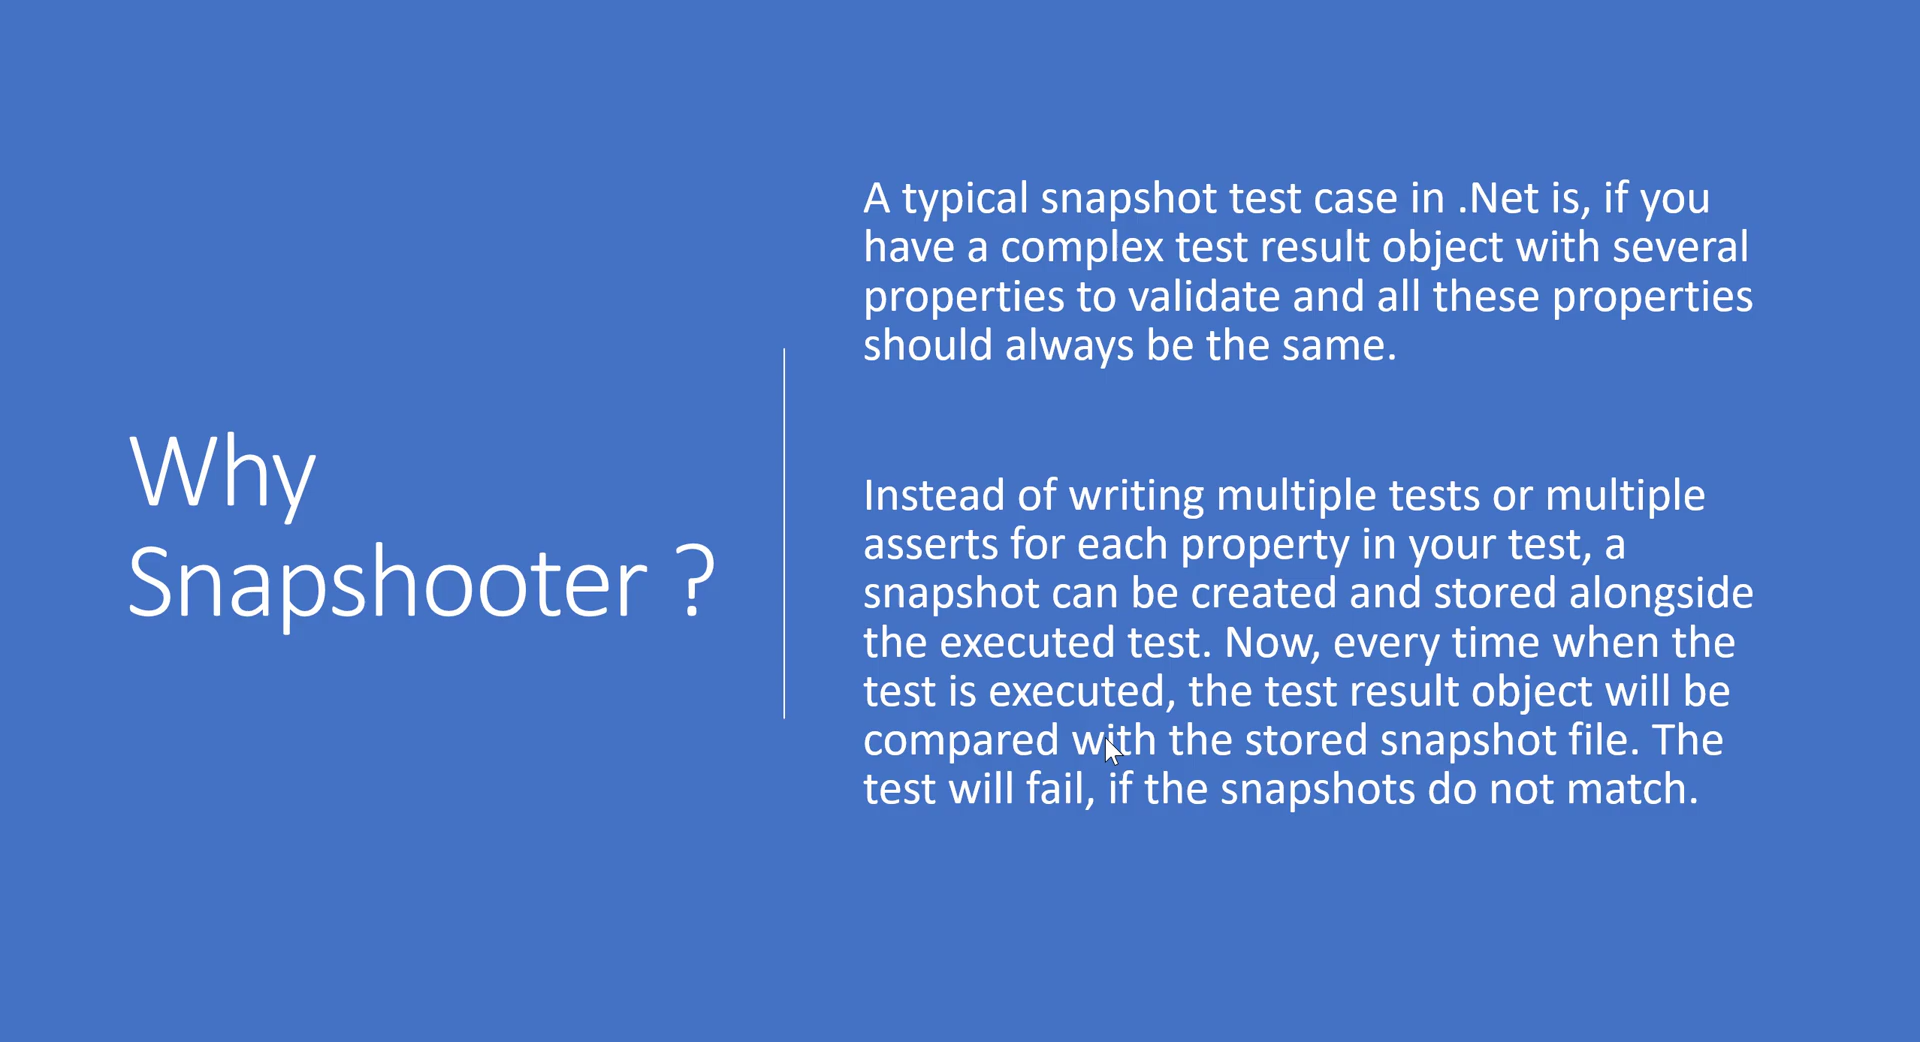 Why
Snapshooter ?
A typical snapshot test case in .Net is, if you
have a complex test result object with several
properties to validate and all these properties
should always be the same.
Instead of writing multiple tests or multiple
asserts for each property in your test, a
snapshot can be created and stored alongside
the executed test. Now, every time when the
test is executed, the test result object will be
compared with the stored snapshot file. The
test will fail, if the snapshots do not match.